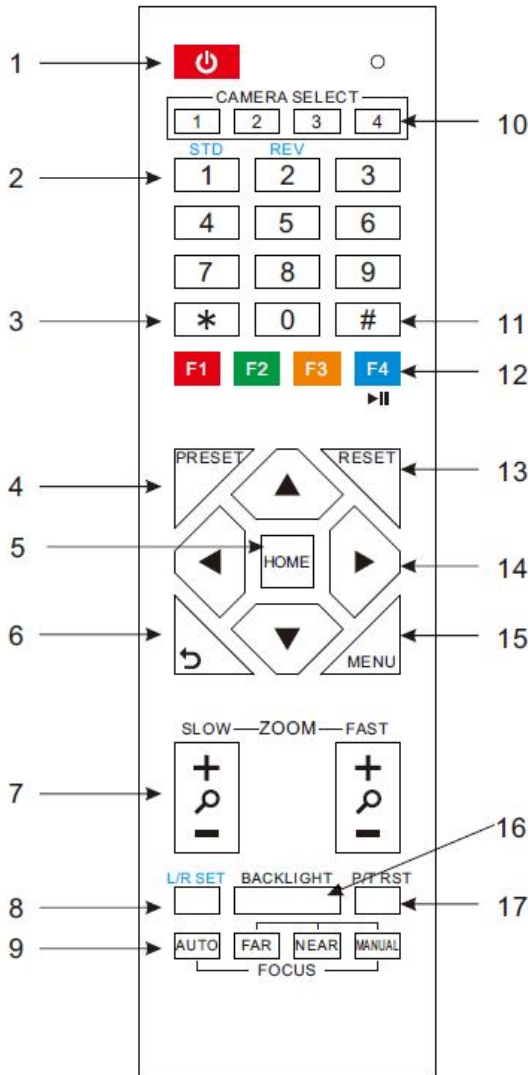 1
CAMERA SELECT
1 2 3 4 10
STD REV
2 1 2 3
4 5 6
7 8 9
3 * 0 # 11
F1 F2 F3 F4 12
PRESET RESET
4 13
5 HOME 14
6 15
MENU
SLOW ZOOM FAST
+ +
7
- -
16
L/R SET BACKLIGHT P/T RST
8 17
9 AUTO FAR NEAR MANUAL
FOCUS